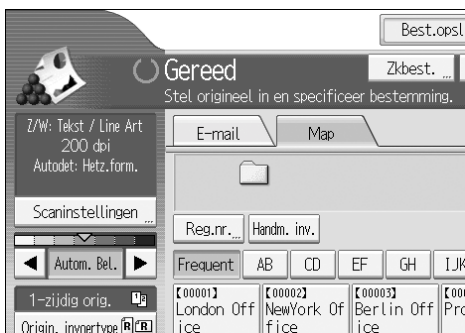 Best.opsl
Gereed
Zkbest.
Stel origineel in en specificeer bestemming.
Z/W: Tekst / Line Art
200 dpi
Autodet: Hetz.form.
E-mail
Map
Scaninstellingen
Reg.nr.
Handm. inv.
Autom. Bel.
Frequent
AB
CD
EF
GH
IJK
1-zijdig orig.
Origin. invoertype
[00001]
London Off
ice
[00002]
NewYork Of
fice
[00003]
Berlin Off
ice
[000
Pro